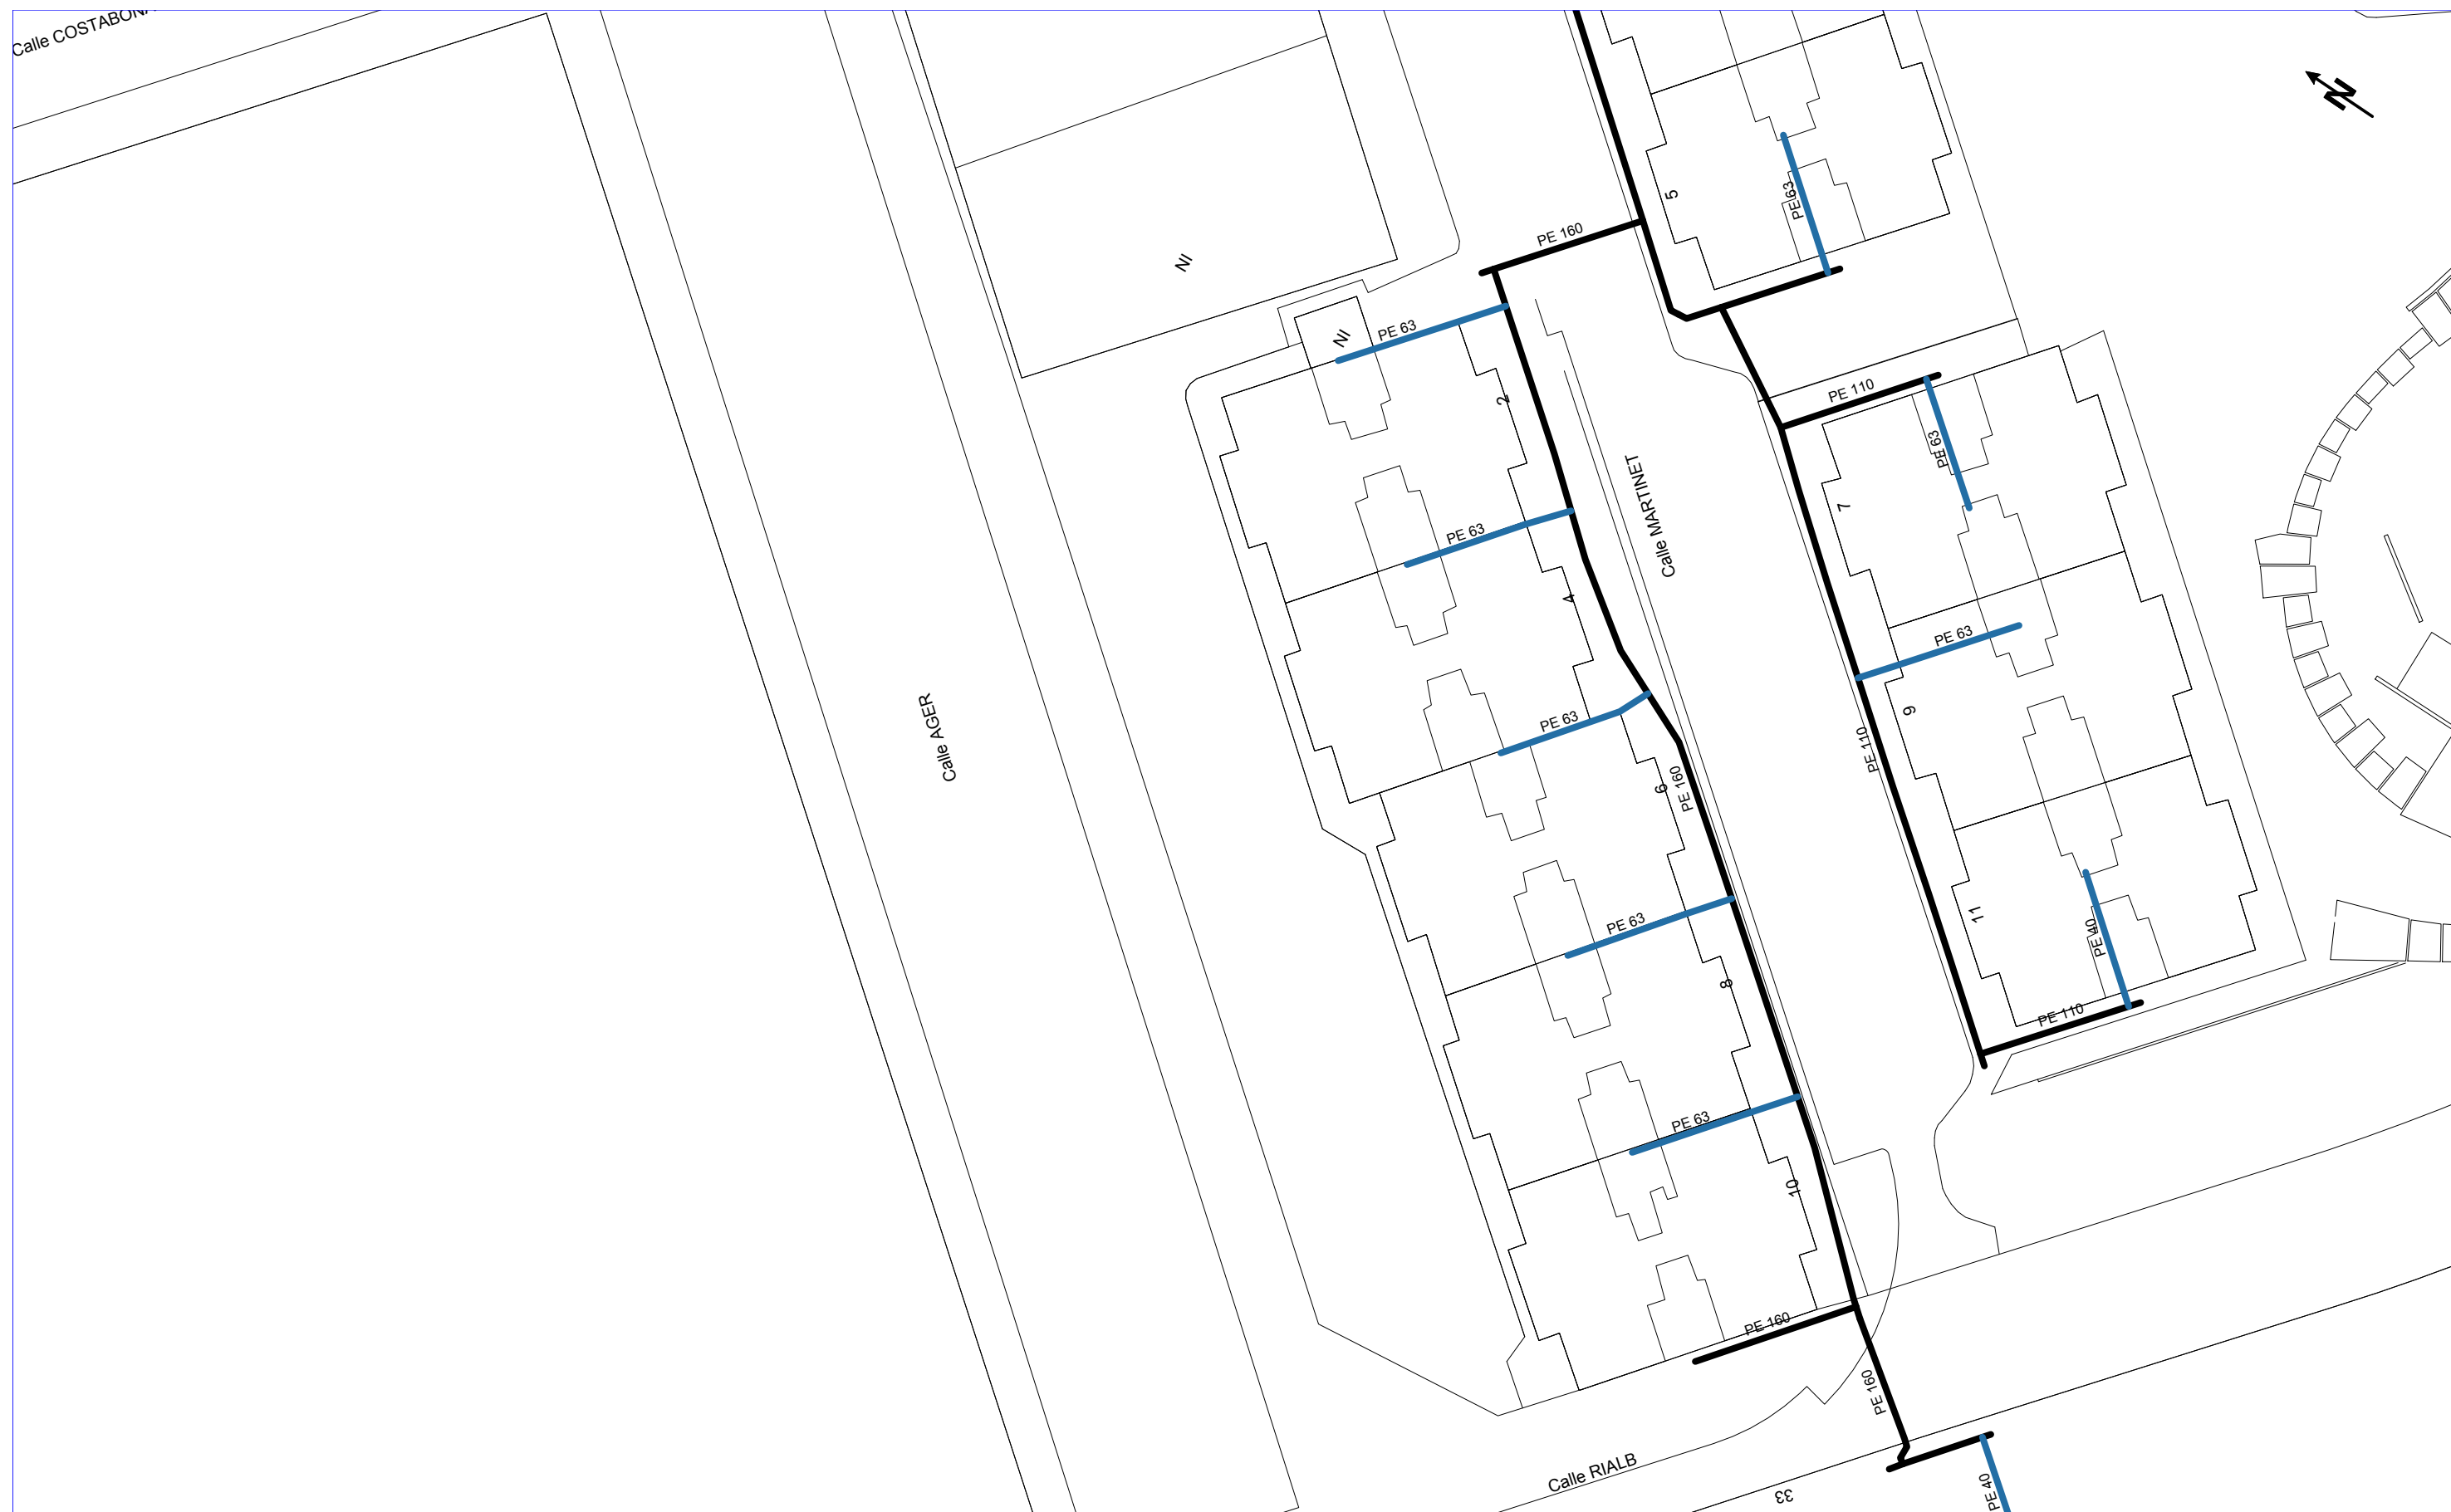 Calle COSTABONA
N
5
PE 63
PE 160
NI
NI
PE 63
2
PE 110
PE 63
7
Calle MARTINET
PE 63
4
PE 63
9
PE 63
PE 110
6
PE 160
Calle AGER
PE 63
11
PE 40
8
PE 110
PE 63
10
PE 160
PE 160
Calle RIALB
33
PE 40